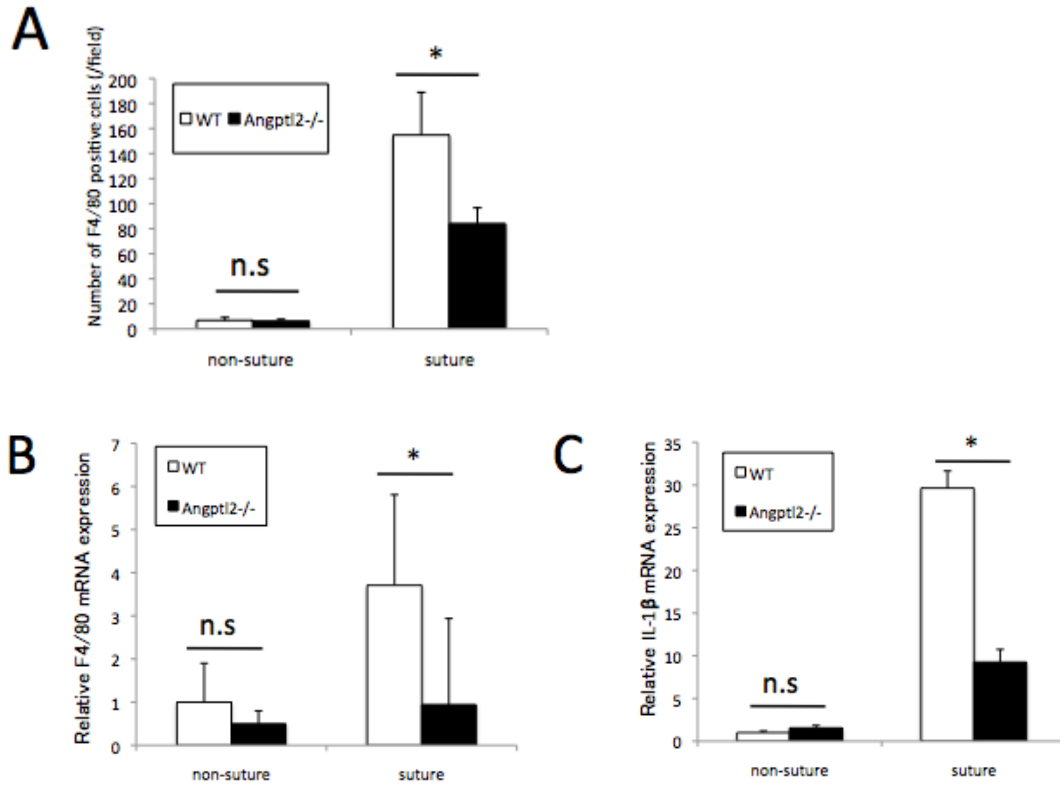 A
Number of F4/80 positive cells (/field)
200
180
160
140
120
100
80
60
40
20
0
WT Angptl2-/-
n.s
*
non-suture suture
B
Relative F4/80 mRNA expression
7
6
5
4
3
2
1
0
WT
Angptl2-/-
n.s
*
non-suture suture
C
Relative IL-1β mRNA expression
35
30
25
20
15
10
5
0
WT
Angptl2-/-
n.s
*
non-suture suture